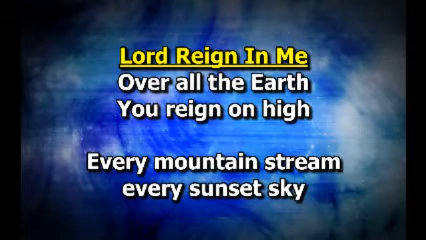 Lord Reign In Me
Over all the Earth
You reign on high
Every mountain stream
every sunset sky